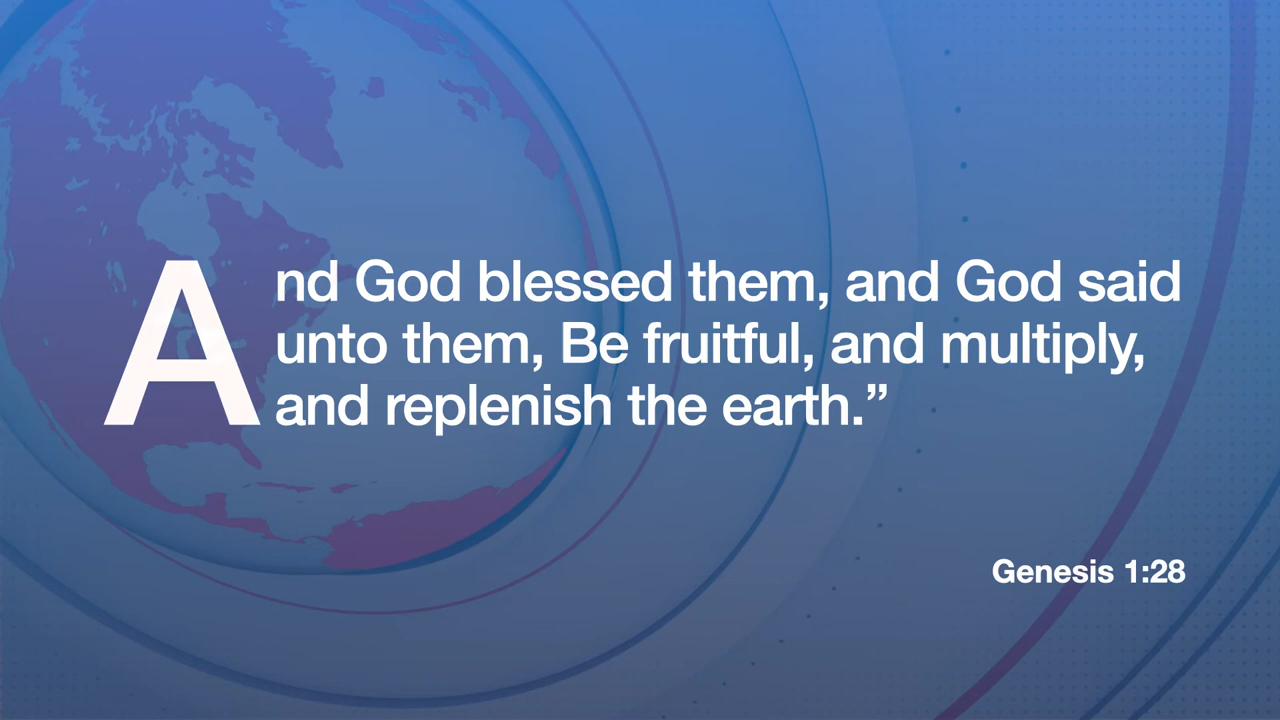 And God blessed them, and God said
unto them, Be fruitful, and multiply,
and replenish the earth.”
Genesis 1:28